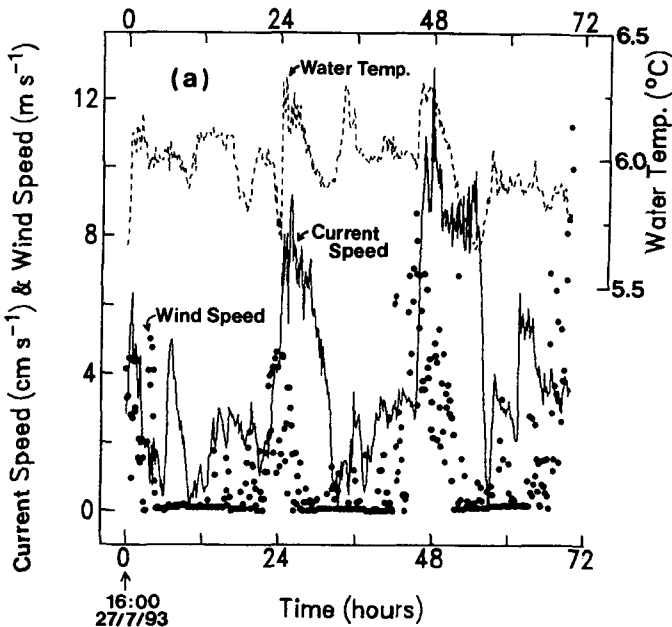 0 24 48 72
(a)
Water Temp.
Current
Speed
Wind Speed
Current Speed (cm s⁻¹) & Wind Speed (m s⁻¹)
12
8
4
0
6.5
6.0
5.5
Water Temp. (°C)
0 24 48 72
16:00
27/7/93
Time (hours)